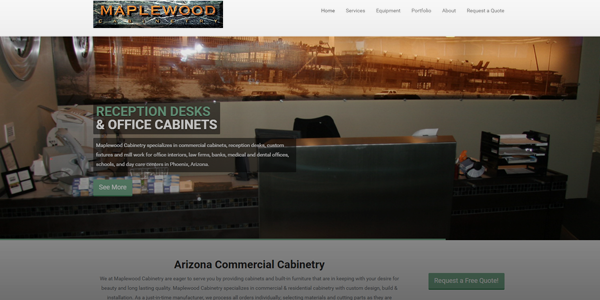 MAPLEWOOD
Home Services Equipment Portfolio About Request a Quote
RECEPTION DESKS
& OFFICE CABINETS
Maplewood Cabinetry specializes in commercial cabinets, reception desks, custom
fixtures and mill work for office interiors, law firms, banks, medical and dental offices,
schools, and day care centers in Phoenix, Arizona.
See More
Arizona Commercial Cabinetry
We at Maplewood Cabinetry are eager to serve you by providing cabinets and built-in furniture that are in keeping with your desire for
Request a Free Quote!
beauty and long lasting quality. Maplewood Cabinetry specializes in commercial & residential cabinetry with custom design, build &
installation. As a just-in-time manufacturer, we process all orders individually, selecting materials and cutting parts as they are